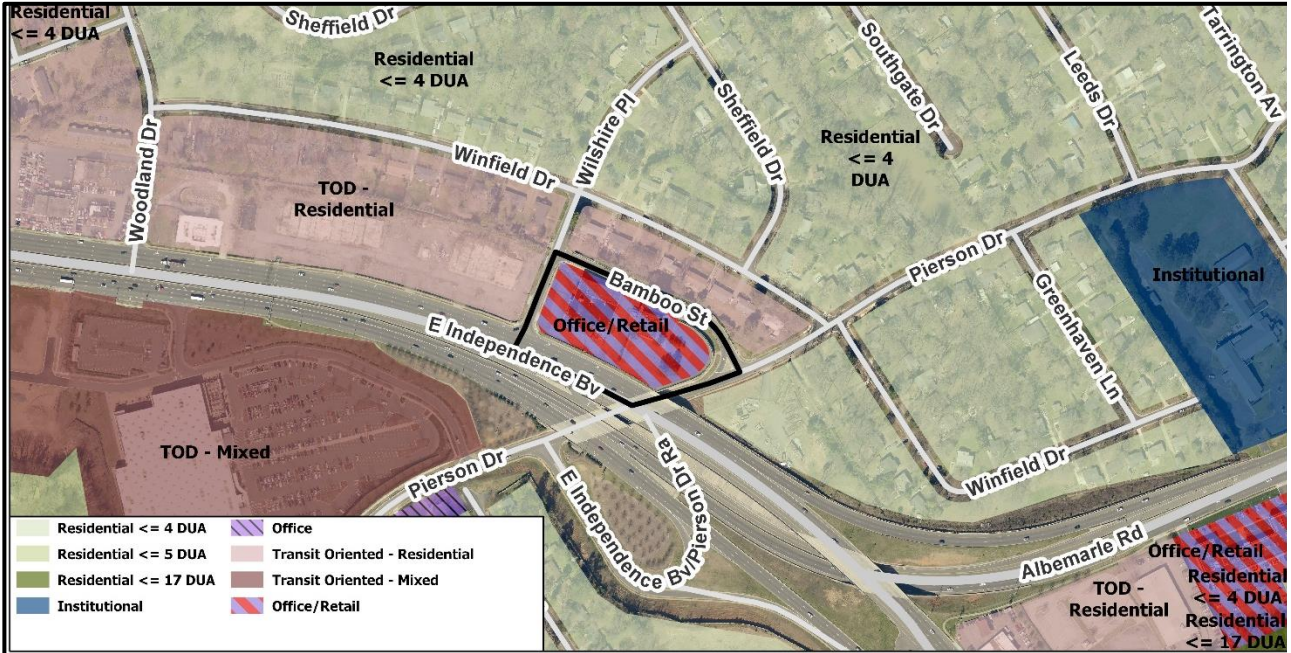 Residential
<= 4 DUA
Sheffield Dr
Residential
<= 4 DUA
Wilshire Pl
Sheffield Dr
Southgate Dr
Leeds Dr
Tarrington Av
Residential
<= 4
DUA
Woodland Dr
Winfield Dr
TOD -
Residential
Pierson Dr
Institutional
Greenhaven Ln
Bamboo St
Office/Retail
E Independence Bv
TOD - Mixed
Pierson Dr
E Independence Bv/Pierson Dr Ra
Winfield Dr
Albemarle Rd
Office/Retail
Residential
<= 4 DUA
Residential
<= 17 DUA
TOD -
Residential
Residential <= 4 DUA
Residential <= 5 DUA
Residential <= 17 DUA
Institutional
Office
Transit Oriented - Residential
Transit Oriented - Mixed
Office/Retail